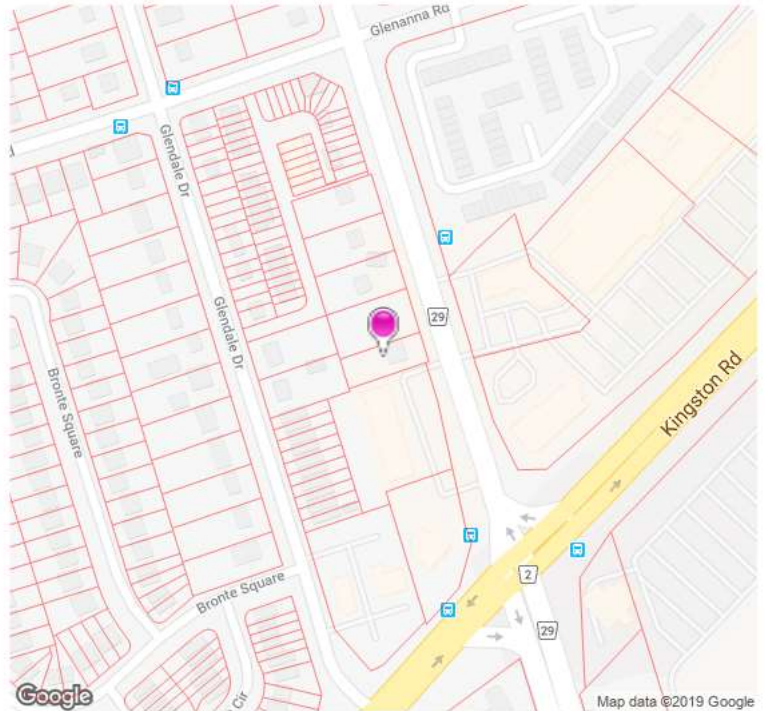 Glenanna Rd
d
Glendale Dr
29
Glendale Dr
Bronte Square
Kingston Rd
2
Bronte Square
29
Cir
Google
Map data ©2019 Google